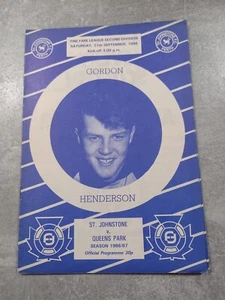 FINE FARE LEAGUE SECOND DIVISION
SATURDAY, 27th SEPTEMBER, 1986
Kick-off 3.00 p.m.
GORDON
HENDERSON
ST. JOHNSTONE
v.
QUEENS PARK
SEASON 1986/87
Official Programme 30p